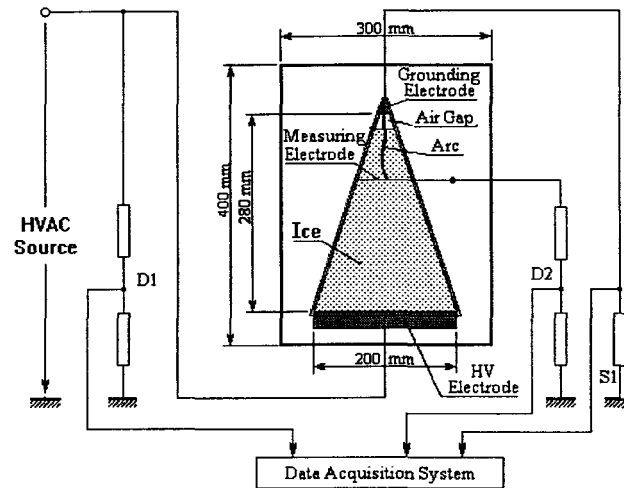 300 mm
Grounding
Electrode
Air Gap
Measuring
Electrode
Arc
400 mm
280 mm
HVAC
Source
Ice
D1
D2
S1
200 mm
HV
Electrode
Data Acquisition System